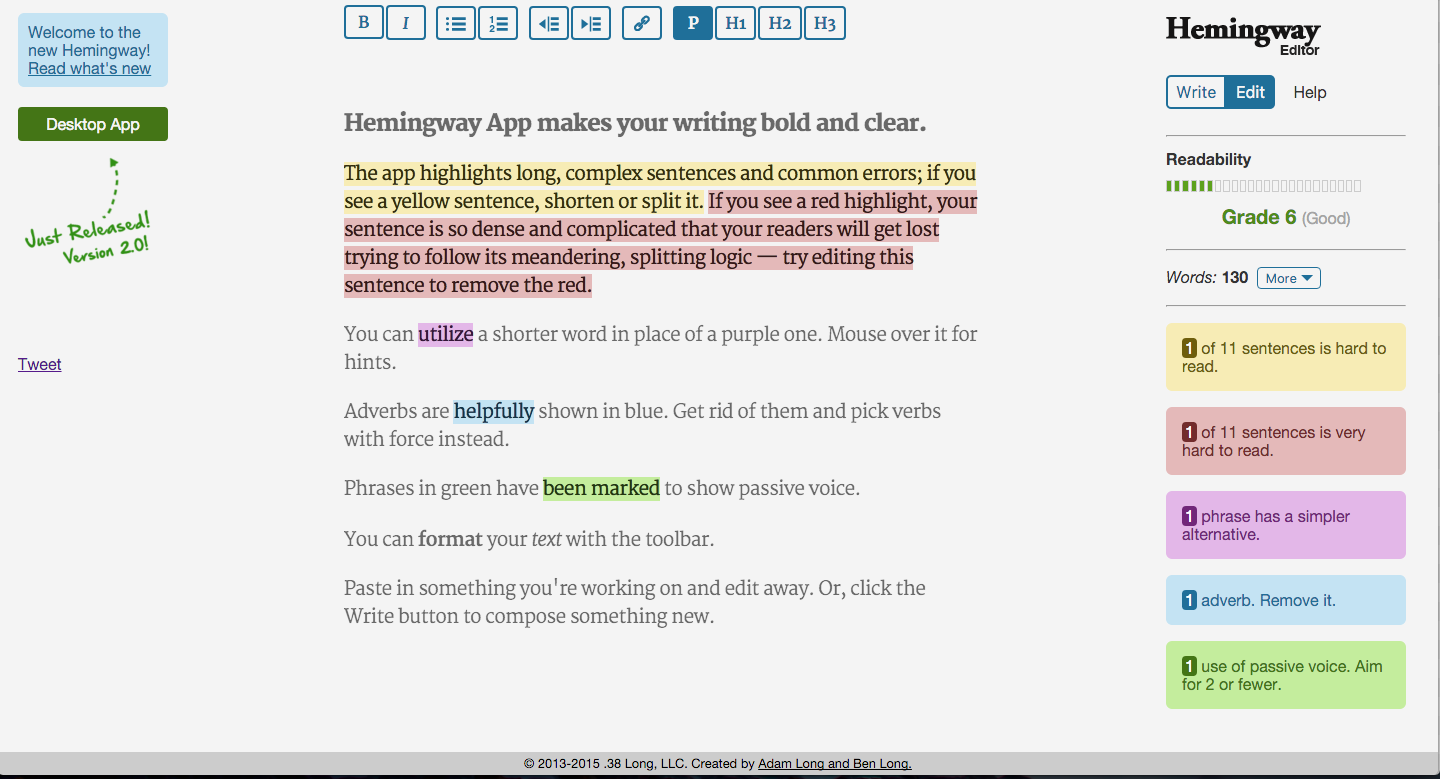 Welcome to the
new Hemingway!
Read what's new
Desktop App
Just Released!
Version 2.0!
Tweet
B I 1 2 P H1 H2 H3
Hemingway App makes your writing bold and clear.
The app highlights long, complex sentences and common errors; if you
see a yellow sentence, shorten or split it. If you see a red highlight, your
sentence is so dense and complicated that your readers will get lost
trying to follow its meandering, splitting logic — try editing this
sentence to remove the red.
You can utilize a shorter word in place of a purple one. Mouse over it for
hints.
Adverbs are helpfully shown in blue. Get rid of them and pick verbs
with force instead.
Phrases in green have been marked to show passive voice.
You can format your text with the toolbar.
Paste in something you're working on and edit away. Or, click the
Write button to compose something new.
Hemingway
Editor
Write Edit Help
Readability
Grade 6 (Good)
Words: 130 More
1 of 11 sentences is hard to
read.
1 of 11 sentences is very
hard to read.
1 phrase has a simpler
alternative.
1 adverb. Remove it.
1 use of passive voice. Aim
for 2 or fewer.
© 2013-2015 .38 Long, LLC. Created by Adam Long and Ben Long.